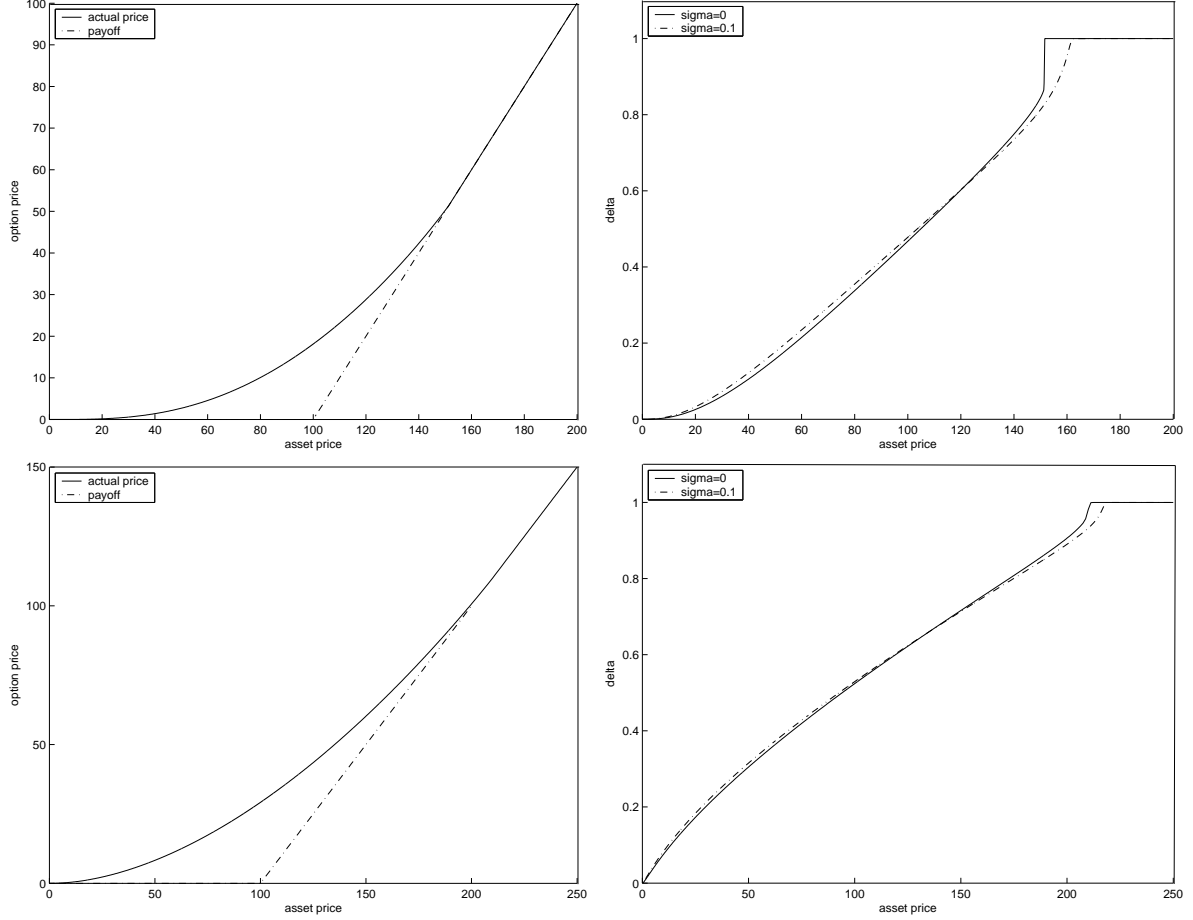 100
90
80
70
60
50
40
30
20
10
0
option price
actual price
payoff
0 20 40 60 80 100 120 140 160 180 200
asset price
1
0.8
0.6
0.4
0.2
0
delta
sigma=0
sigma=0.1
0 20 40 60 80 100 120 140 160 180 200
asset price
150
100
50
0
option price
actual price
payoff
0 50 100 150 200 250
asset price
1
0.8
0.6
0.4
0.2
0
delta
sigma=0
sigma=0.1
0 50 100 150 200 250
asset price